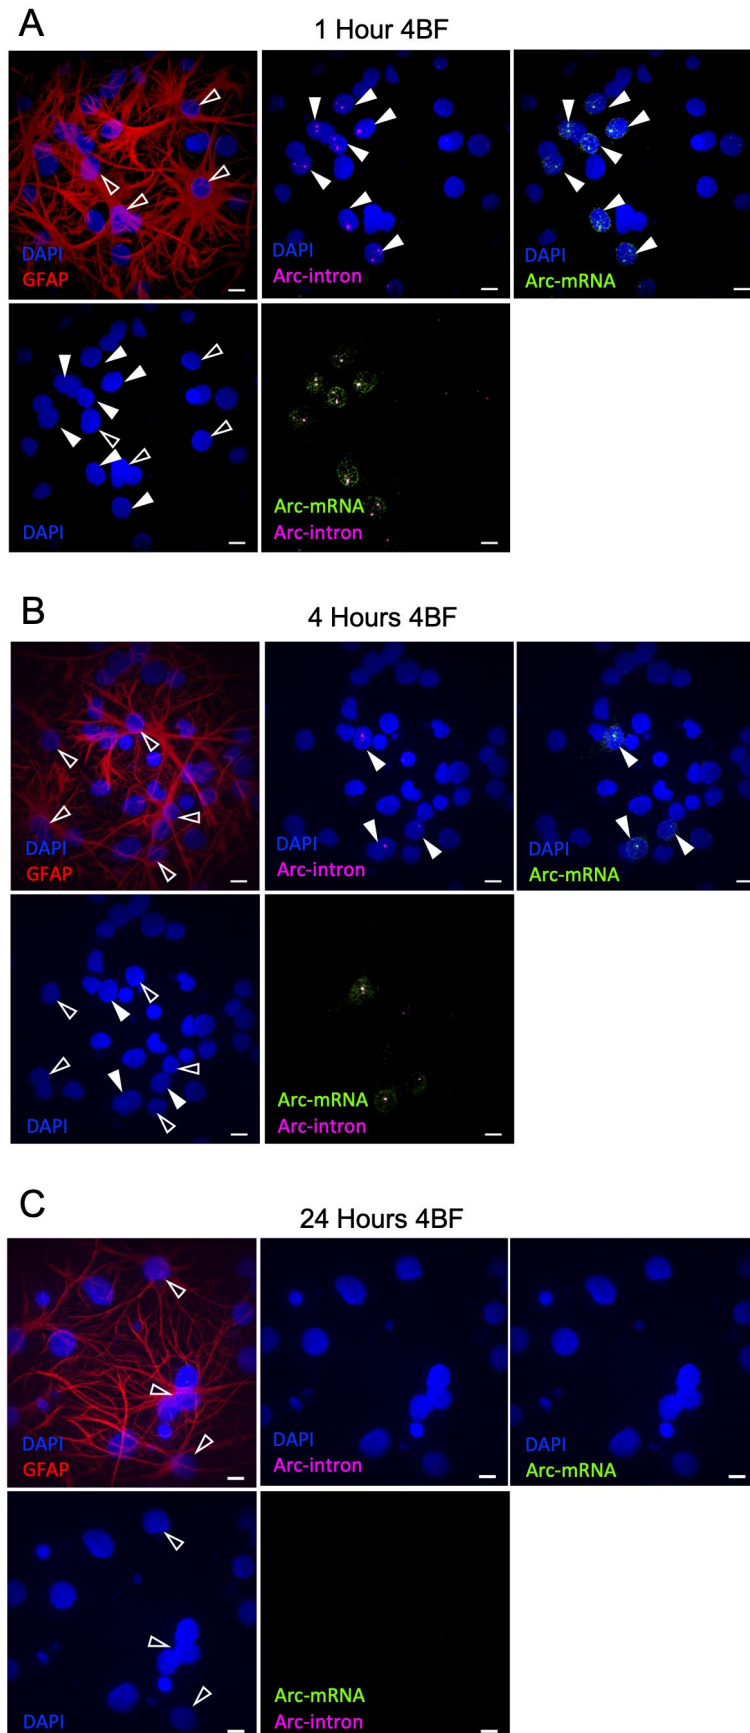 A
1 Hour 4BF
DAPI
GFAP
DAPI
Arc-intron
DAPI
Arc-mRNA
DAPI
Arc-mRNA
Arc-intron
B
4 Hours 4BF
DAPI
GFAP
DAPI
Arc-intron
DAPI
Arc-mRNA
DAPI
Arc-mRNA
Arc-intron
C
24 Hours 4BF
DAPI
GFAP
DAPI
Arc-intron
DAPI
Arc-mRNA
DAPI
Arc-mRNA
Arc-intron